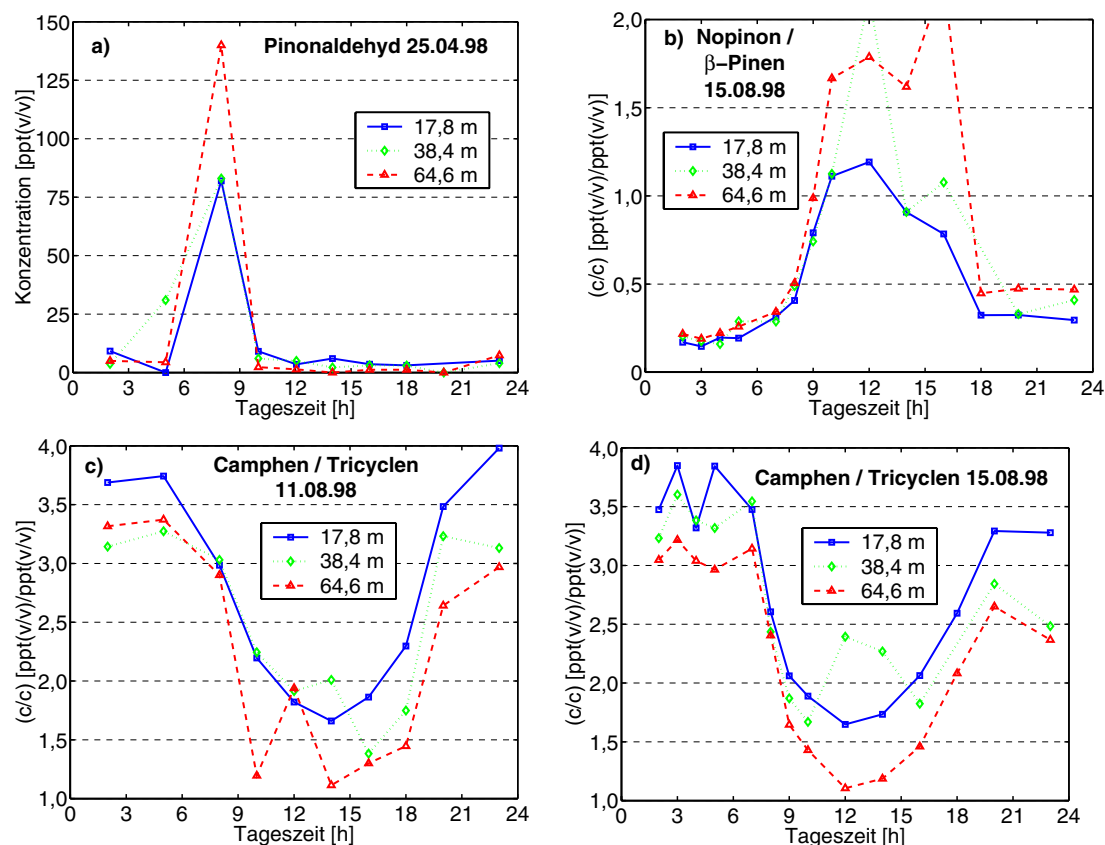 a)
Pinonaldehyd 25.04.98
Konzentration [ppt(v/v)]
150
125
100
75
50
25
0
17,8 m
38,4 m
64,6 m
0 3 6 9 12 15 18 21 24
Tageszeit [h]
b)
Nopinon /
β−Pinen
15.08.98
(c/c) [ppt(v/v)/ppt(v/v)]
2,0
1,5
1,0
0,5
0
17,8 m
38,4 m
64,6 m
0 3 6 9 12 15 18 21 24
Tageszeit [h]
c)
Camphen / Tricyclen
11.08.98
(c/c) [ppt(v/v)/ppt(v/v)]
4,0
3,5
3,0
2,5
2,0
1,5
1,0
17,8 m
38,4 m
64,6 m
0 3 6 9 12 15 18 21 24
Tageszeit [h]
d)
Camphen / Tricyclen 15.08.98
(c/c) [ppt(v/v)/ppt(v/v)]
4,0
3,5
3,0
2,5
2,0
1,5
1,0
17,8 m
38,4 m
64,6 m
0 3 6 9 12 15 18 21 24
Tageszeit [h]